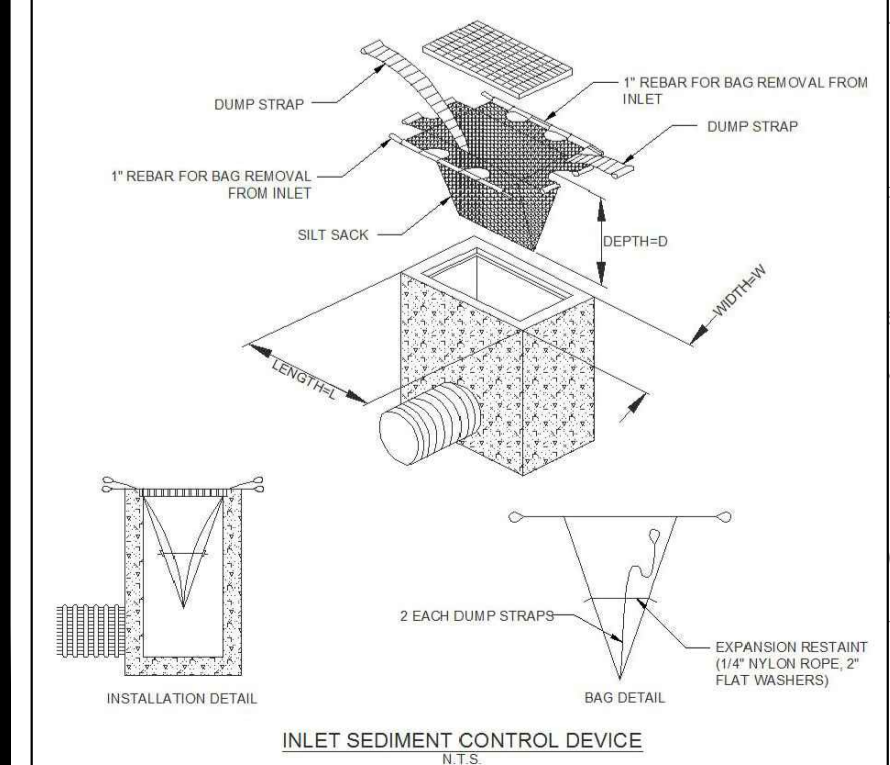 DUMP STRAP
1" REBAR FOR BAG REMOVAL FROM
INLET
DUMP STRAP
1" REBAR FOR BAG REMOVAL
FROM INLET
SILT SACK
DEPTH=D
WIDTH=W
LENGTH=L
2 EACH DUMP STRAPS
EXPANSION RESTAINT
(1/4" NYLON ROPE, 2"
FLAT WASHERS)
INSTALLATION DETAIL
BAG DETAIL
INLET SEDIMENT CONTROL DEVICE
N.T.S.